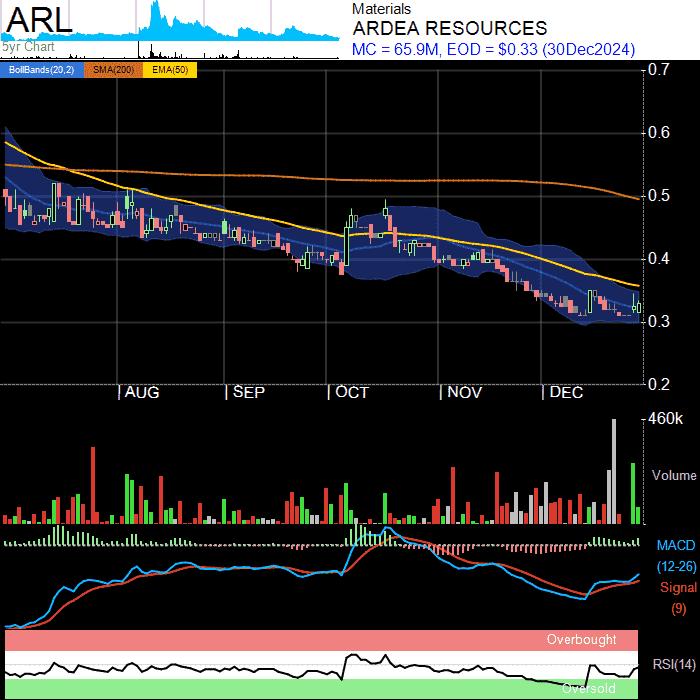 ARL
5yr Chart
Materials
ARDEA RESOURCES
MC = 65.9M, EOD = $0.33 (30Dec2024)
BollBands(20,2) SMA(200) EMA(50)
0.7
0.6
0.5
0.4
0.3
0.2
AUG SEP OCT NOV DEC
460k
Volume
MACD
(12-26)
Signal
(9)
Overbought
RSI(14)
Oversold